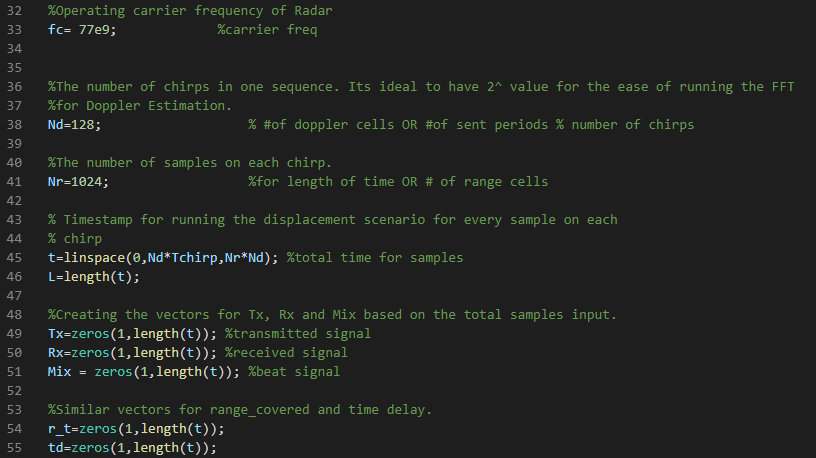 32 %Operating carrier frequency of Radar
33 fc= 77e9; %carrier freq
34
35
36 %The number of chirps in one sequence. Its ideal to have 2^ value for the ease of running the FFT
37 %for Doppler Estimation.
38 Nd=128; % #of doppler cells OR #of sent periods % number of chirps
39
40 %The number of samples on each chirp.
41 Nr=1024; %for length of time OR # of range cells
42
43 % Timestamp for running the displacement scenario for every sample on each
44 % chirp
45 t=linspace(0,Nd*Tchirp,Nr*Nd); %total time for samples
46 L=length(t);
47
48 %Creating the vectors for Tx, Rx and Mix based on the total samples input.
49 Tx=zeros(1,length(t)); %transmitted signal
50 Rx=zeros(1,length(t)); %received signal
51 Mix = zeros(1,length(t)); %beat signal
52
53 %Similar vectors for range_covered and time delay.
54 r_t=zeros(1,length(t));
55 td=zeros(1,length(t));